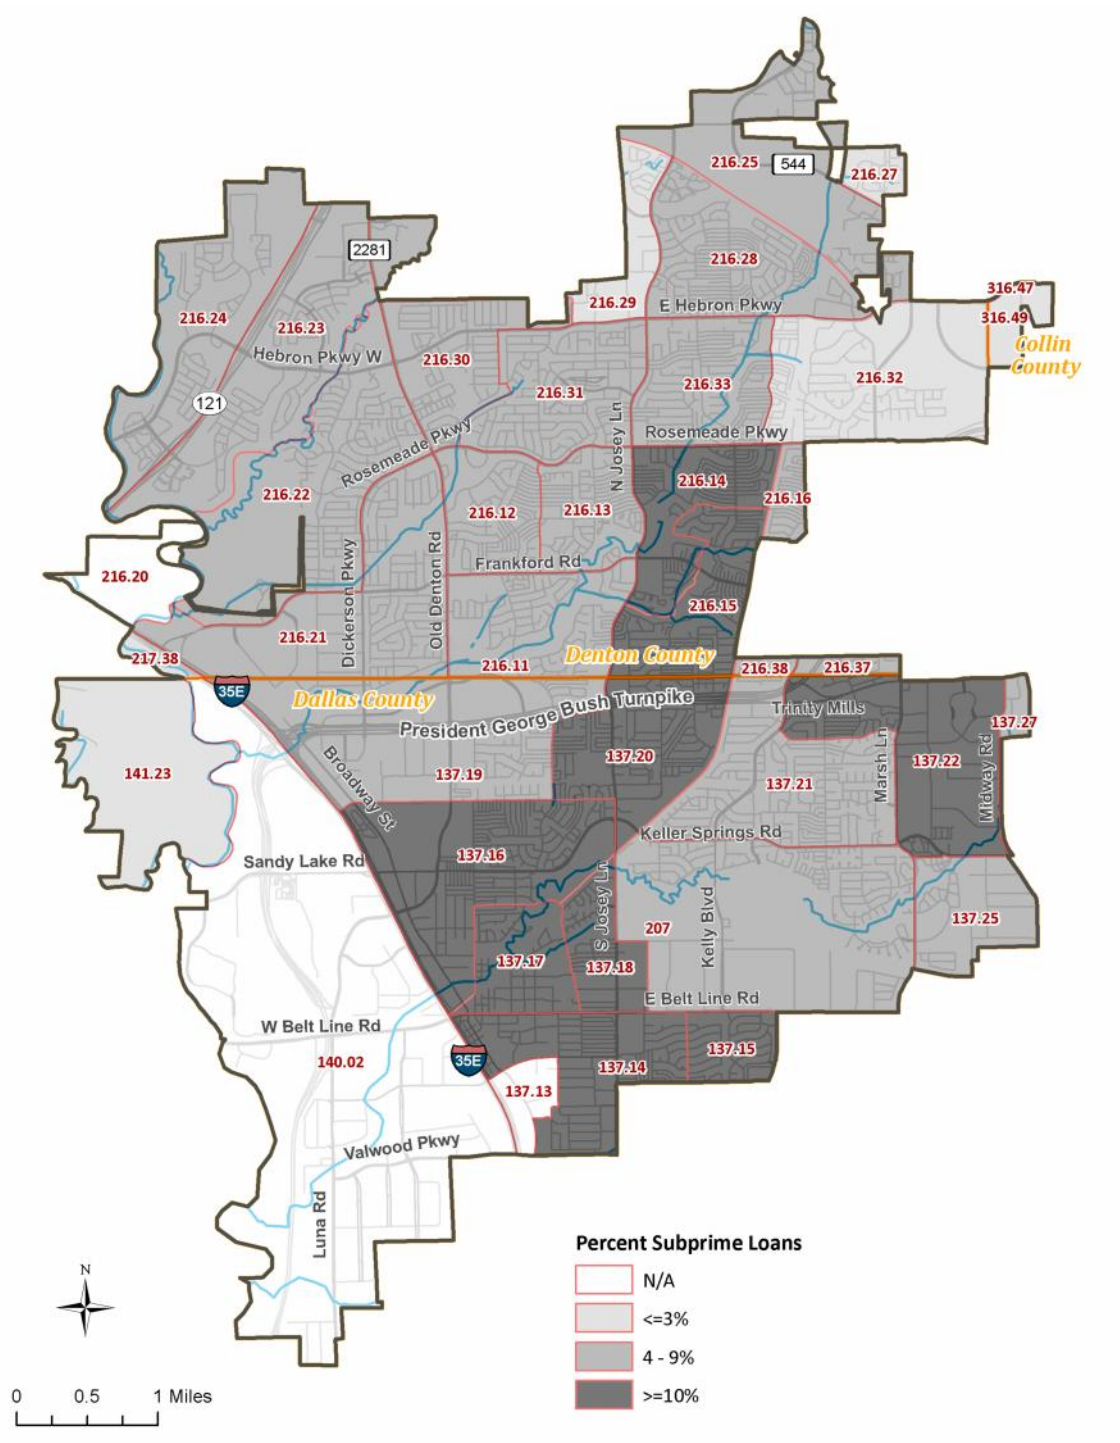 216.25
544
216.27
2281
216.28
316.47
216.29
E Hebron Pkwy
216.24
216.23
316.49
Collin
County
Hebron Pkwy W
216.30
216.33
216.32
216.31
121
N Josey Ln
Rosemeade Pkwy
Rosemeade Pkwy
216.14
216.22
216.16
216.12
216.13
Frankford Rd
216.20
Dickerson Pkwy
Old Denton Rd
216.15
216.21
217.38
216.11
Denton County
216.38
216.37
35E
Dallas County
President George Bush Turnpike
Trinity Mills
137.27
141.23
Broadway St
137.19
137.20
137.21
Marsh Ln
137.22
Midway Rd
Keller Springs Rd
Sandy Lake Rd
137.16
S Josey Ln
207
Kelly Blvd
137.25
137.17
137.18
E Belt Line Rd
W Belt Line Rd
140.02
35E
137.14
137.15
137.13
Valwood Pkwy
Luna Rd
Percent Subprime Loans
N/A
<=3%
4 - 9%
>=10%
N
0 0.5 1 Miles